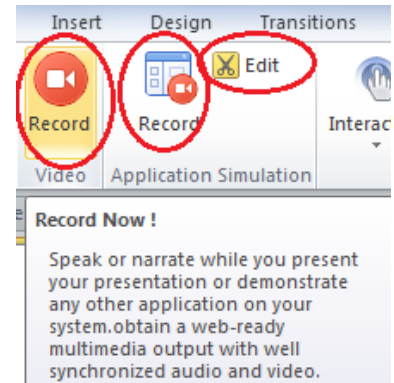 Insert Design Transitions
Edit
Record Record Interac
Video Application Simulation
Record Now !
Speak or narrate while you present
your presentation or demonstrate
any other application on your
system.obtain a web-ready
multimedia output with well
synchronized audio and video.